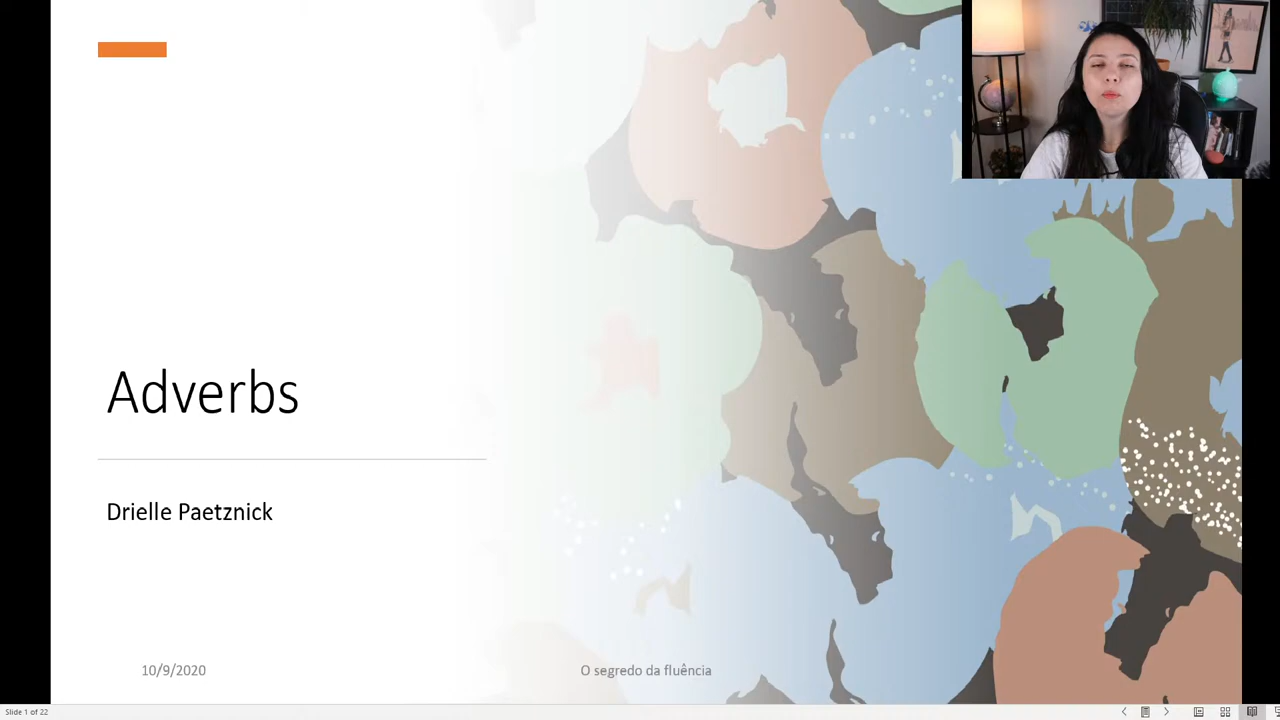 Adverbs
Drielle Paetznick
10/9/2020
O segredo da fluência
Slide 1 of 22